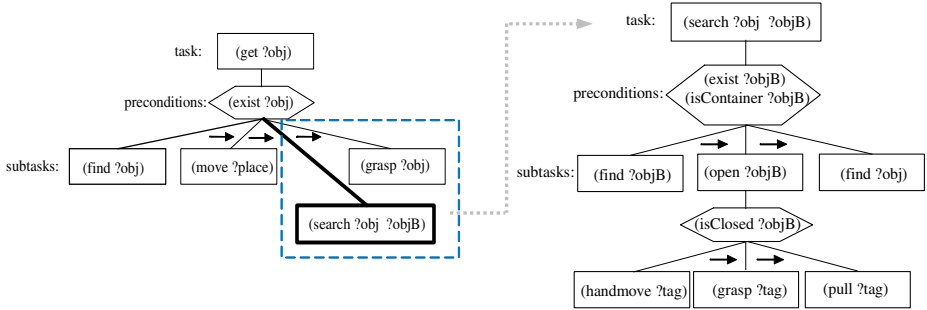 task:
(get ?obj)
preconditions:
(exist ?obj)
subtasks:
(find ?obj)
(move ?place)
(grasp ?obj)
(search ?obj ?objB)
task:
(search ?obj ?objB)
preconditions:
(exist ?objB)
(isContainer ?objB)
subtasks:
(find ?objB)
(open ?objB)
(find ?obj)
(isClosed ?objB)
(handmove ?tag)
(grasp ?tag)
(pull ?tag)